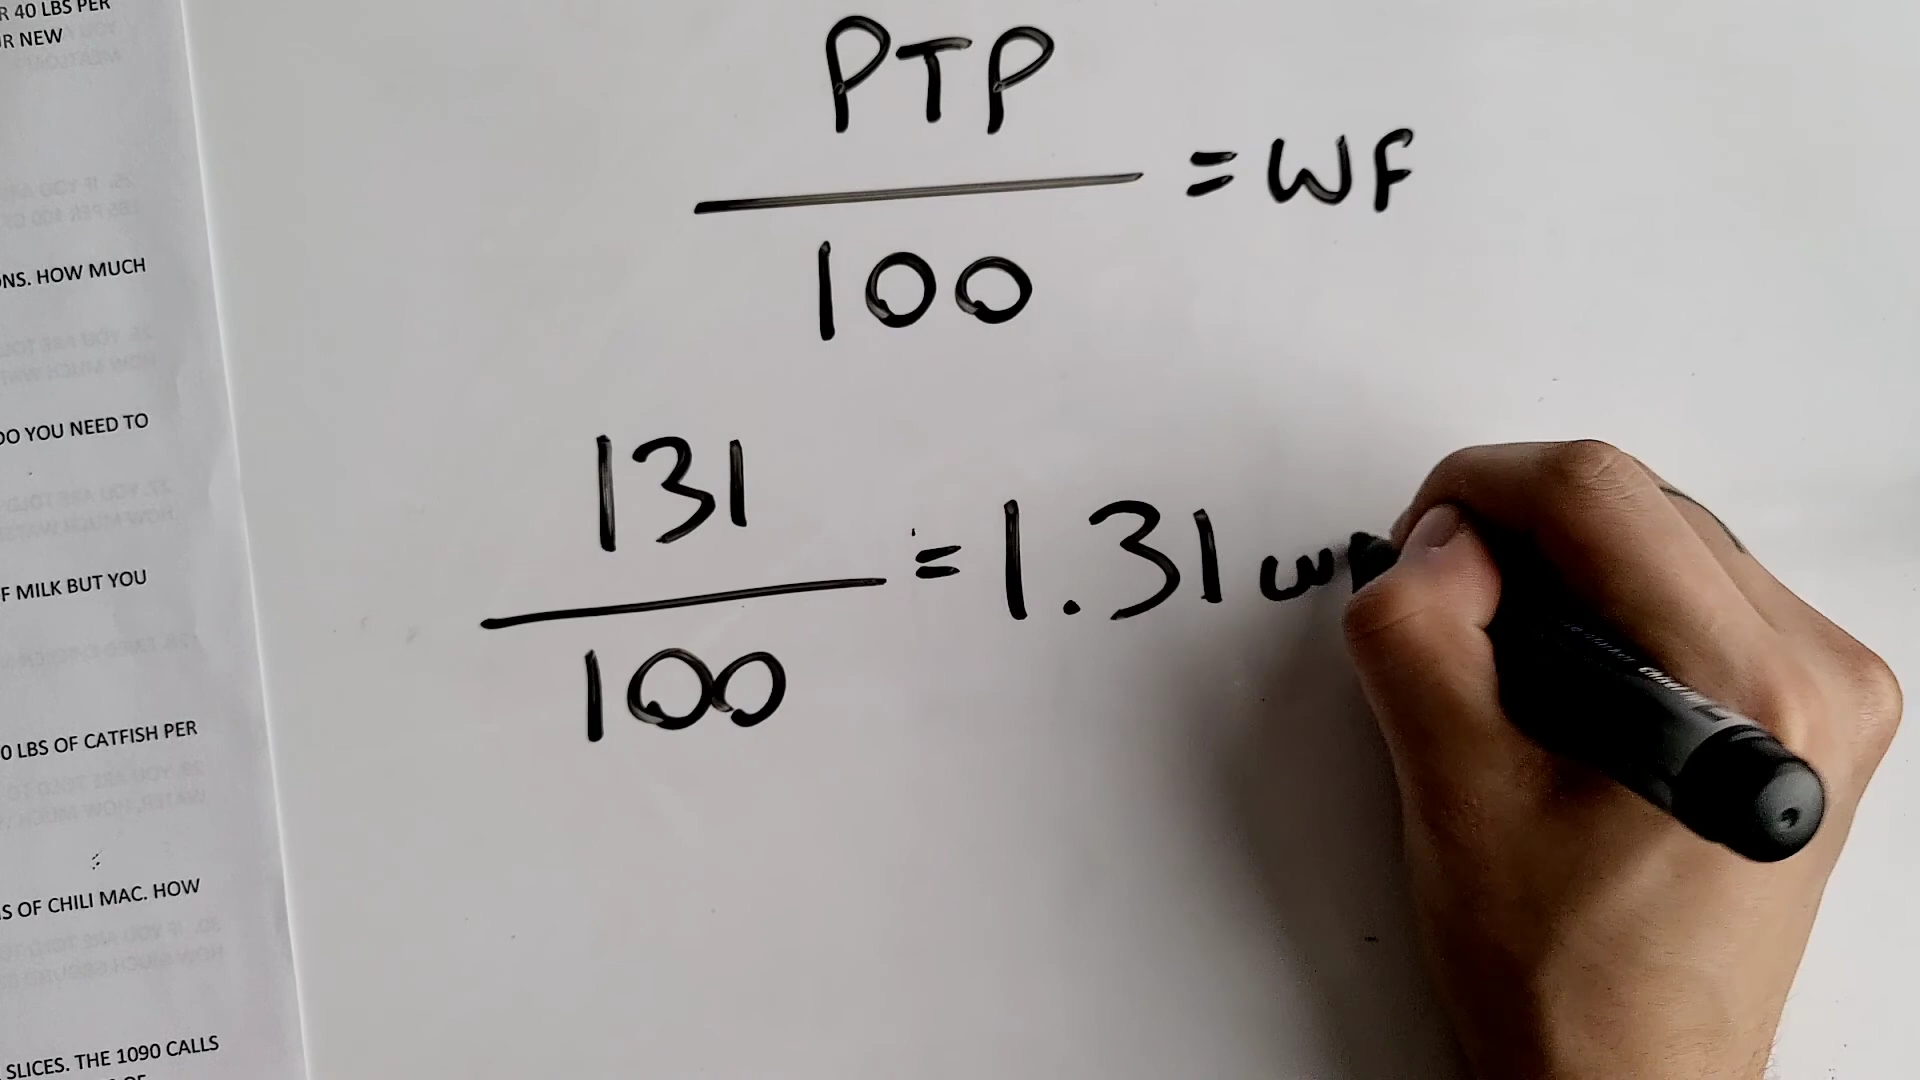 R 40 LBS PER
R NEW
NS. HOW MUCH
DO YOU NEED TO
F MILK BUT YOU
0 LBS OF CATFISH PER
S OF CHILI MAC. HOW
SLICES. THE 1090 CALLS
OF
PTP
= WF
100
131
= 1.31 W
100